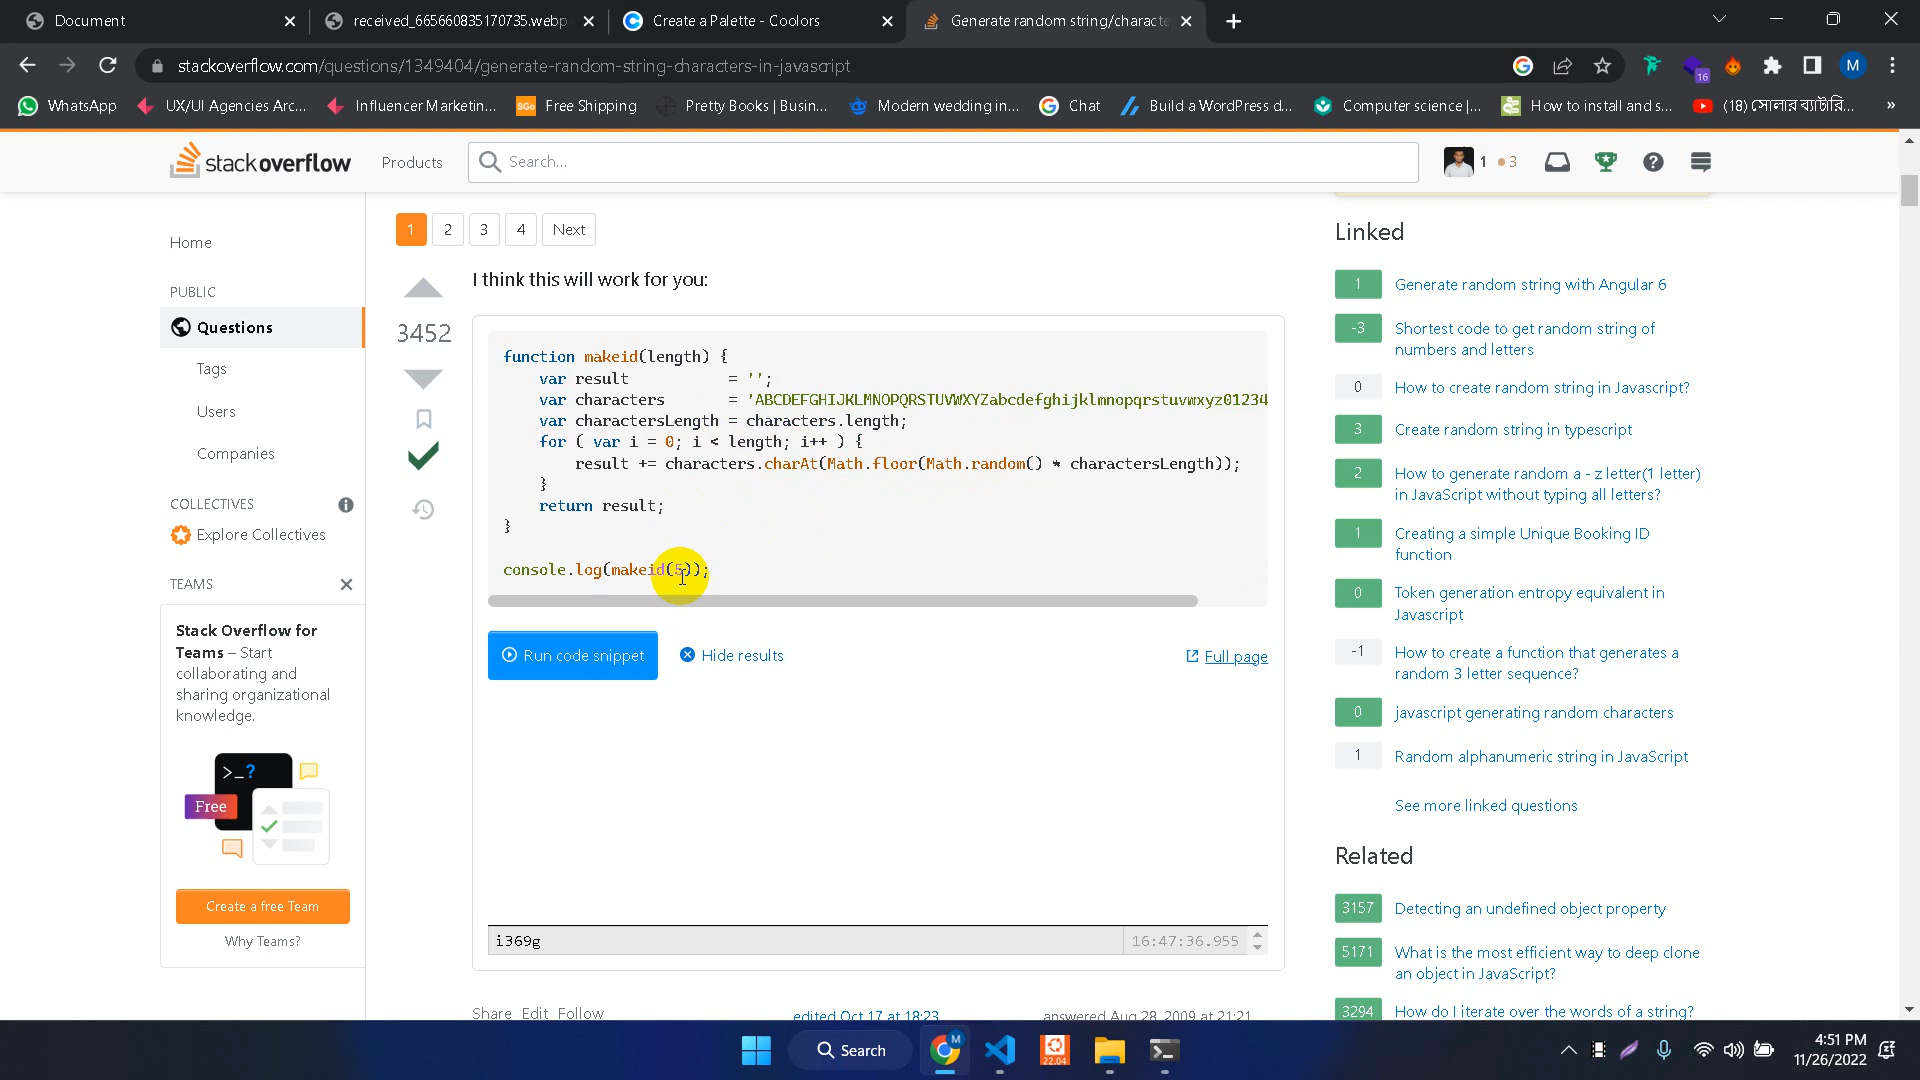 Document
received_665660835170735.webp
Create a Palette - Coolors
Generate random string/characte
stackoverflow.com/questions/1349404/generate-random-string-characters-in-javascript
16
M
WhatsApp
UX/UI Agencies Arc...
Influencer Marketin...
SGo
Free Shipping
Pretty Books | Busin...
Modern wedding in...
Chat
Build a WordPress d...
Computer science |...
How to install and s...
(18) সোলার ব্যাটারি...
»
stackoverflow
Products
Search...
1
3
Home
PUBLIC
Questions
Tags
Users
Companies
COLLECTIVES
Explore Collectives
TEAMS
Stack Overflow for
Teams – Start
collaborating and
sharing organizational
knowledge.
>_?
Free
Create a free Team
Why Teams?
1 2 3 4 Next
I think this will work for you:
3452
function makeid(length) {
var result = '';
var characters = 'ABCDEFGHIJKLMNOPQRSTUVWXYZabcdefghijklmnopqrstuvwxyz01234
var charactersLength = characters.length;
for ( var i = 0; i < length; i++ ) {
result += characters.charAt(Math.floor(Math.random() * charactersLength));
}
return result;
}
console.log(makeid(5));
Run code snippet
Hide results
Full page
i369g
16:47:36.955
Share Edit Follow
edited Oct 17 at 18:23
answered Aug 28, 2009 at 21:21
Linked
1 Generate random string with Angular 6
-3 Shortest code to get random string of
numbers and letters
0 How to create random string in Javascript?
3 Create random string in typescript
2 How to generate random a - z letter(1 letter)
in JavaScript without typing all letters?
1 Creating a simple Unique Booking ID
function
0 Token generation entropy equivalent in
Javascript
-1 How to create a function that generates a
random 3 letter sequence?
0 javascript generating random characters
1 Random alphanumeric string in JavaScript
See more linked questions
Related
3157 Detecting an undefined object property
5171 What is the most efficient way to deep clone
an object in JavaScript?
3294 How do I iterate over the words of a string?
Search
M
22.04
4:51 PM
11/26/2022